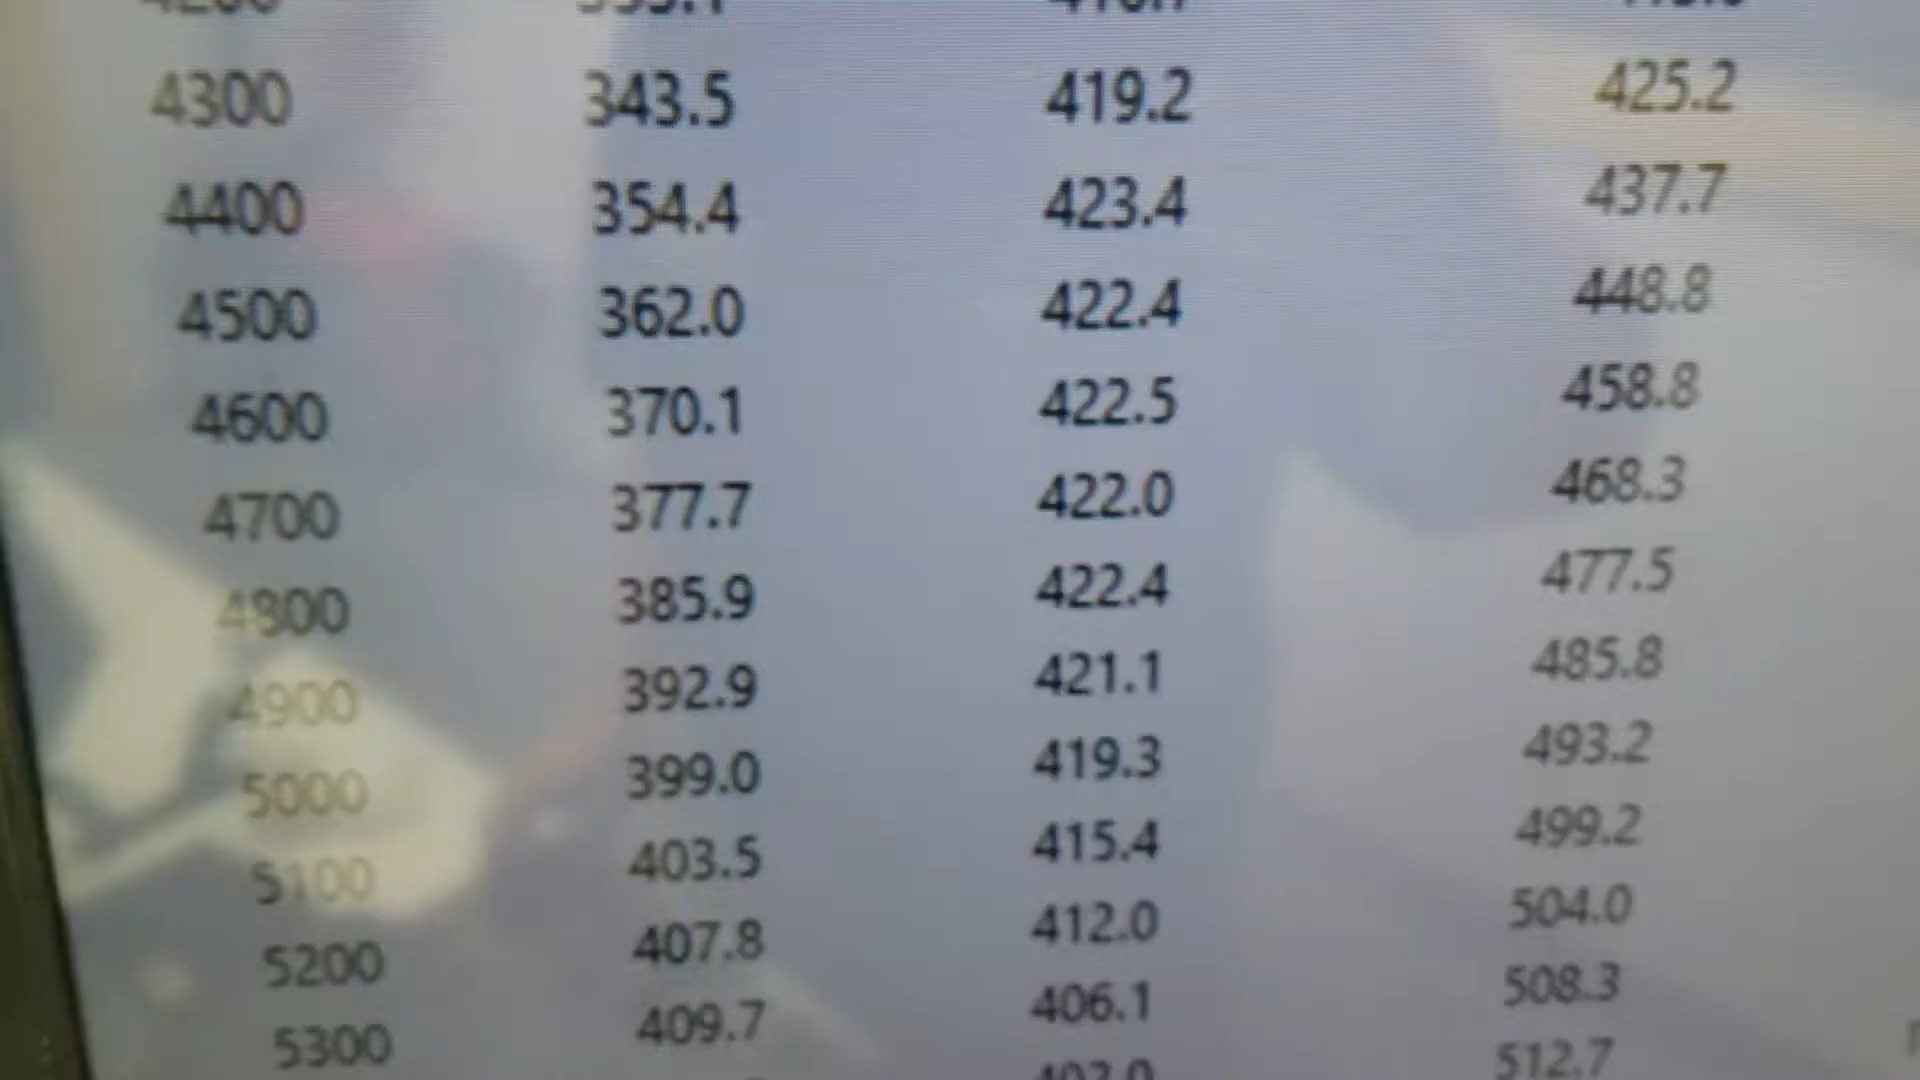 4300 343.5 419.2 425.2
4400 354.4 423.4 437.7
4500 362.0 422.4 448.8
4600 370.1 422.5 458.8
4700 377.7 422.0 468.3
4800 385.9 422.4 477.5
4900 392.9 421.1 485.8
5000 399.0 419.3 493.2
5100 403.5 415.4 499.2
5200 407.8 412.0 504.0
5300 409.7 406.1 508.3
512.7